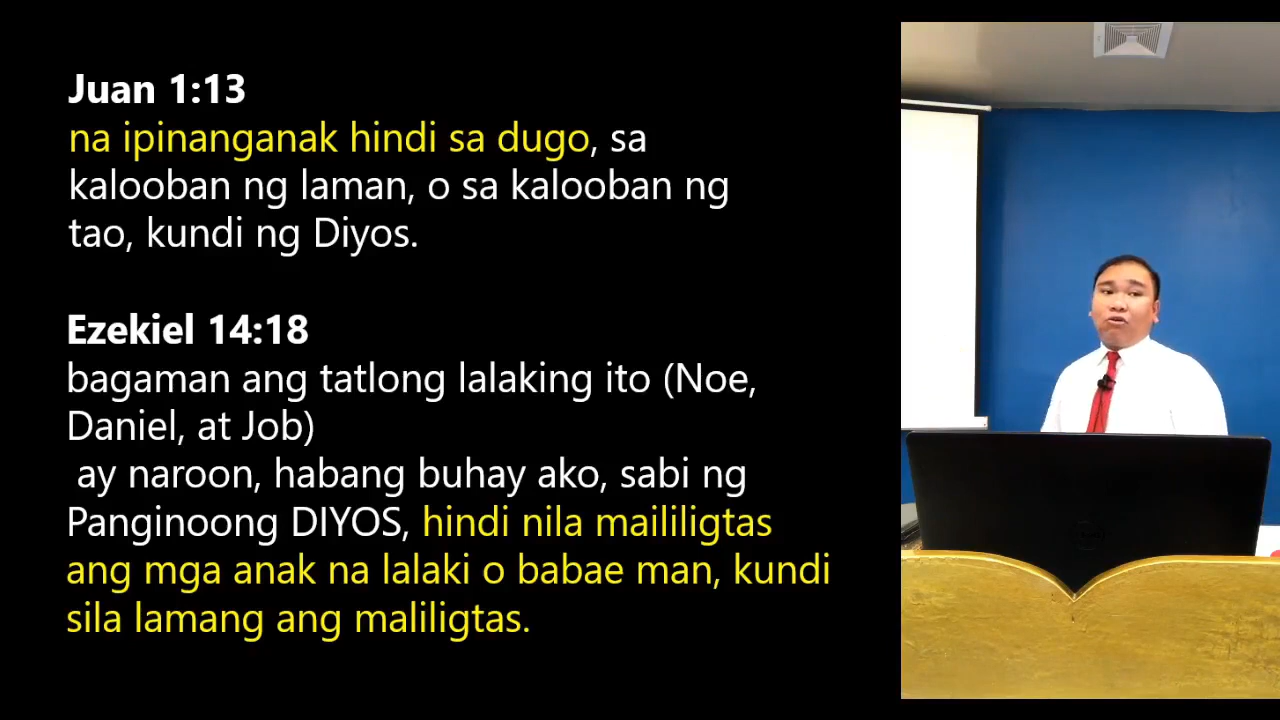 Juan 1:13
na ipinanganak hindi sa dugo, sa
kalooban ng laman, o sa kalooban ng
tao, kundi ng Diyos.
Ezekiel 14:18
bagaman ang tatlong lalaking ito (Noe,
Daniel, at Job)
ay naroon, habang buhay ako, sabi ng
Panginoong DIYOS, hindi nila maililigtas
ang mga anak na lalaki o babae man, kundi
sila lamang ang maliligtas.